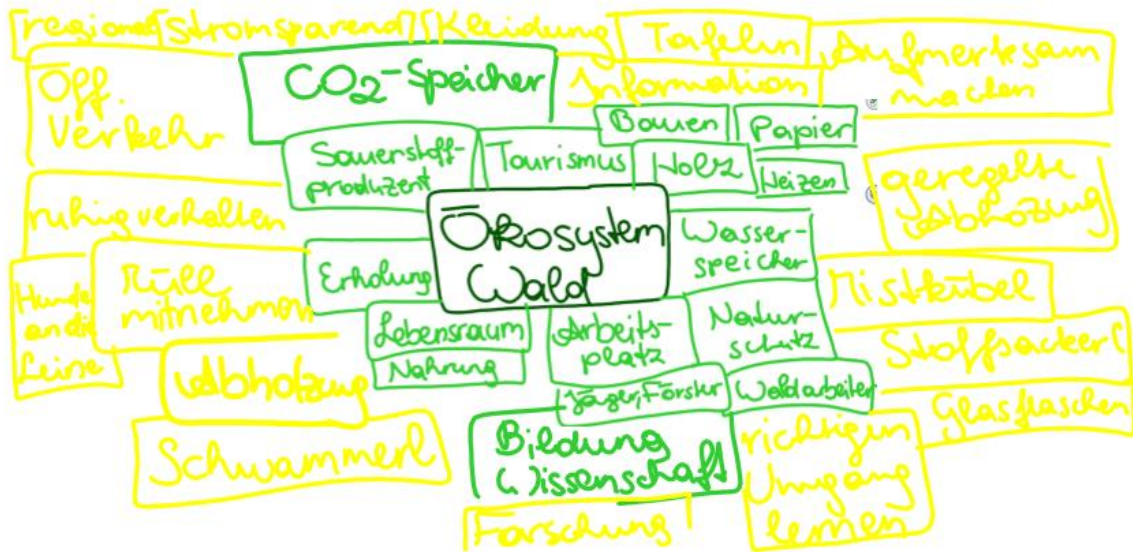 regional stromsparend Kleidung Tafeln Aufmerksam
machen
Öff.
Verkehr
CO2-Speicher
Information
Bauen
Papier
Sauerstoff-
produzent
Tourismus
Holz
Heizen
geregelte
Abholzung
ruhig verhalten
Ökosystem
Wald
Wasser-
speicher
Erholung
Müll
mitnehmen
Hunde
an die
Leine
Mistkübel
Lebensraum
Nahrung
Arbeits-
platz
Natur-
schutz
Stoffsackerl
Abholzung
Jäger, Förster
Waldarbeiter
Glasflaschen
Schwammerl
Bildung
Wissenschaft
richtigen
Umgang
lernen
Forschung